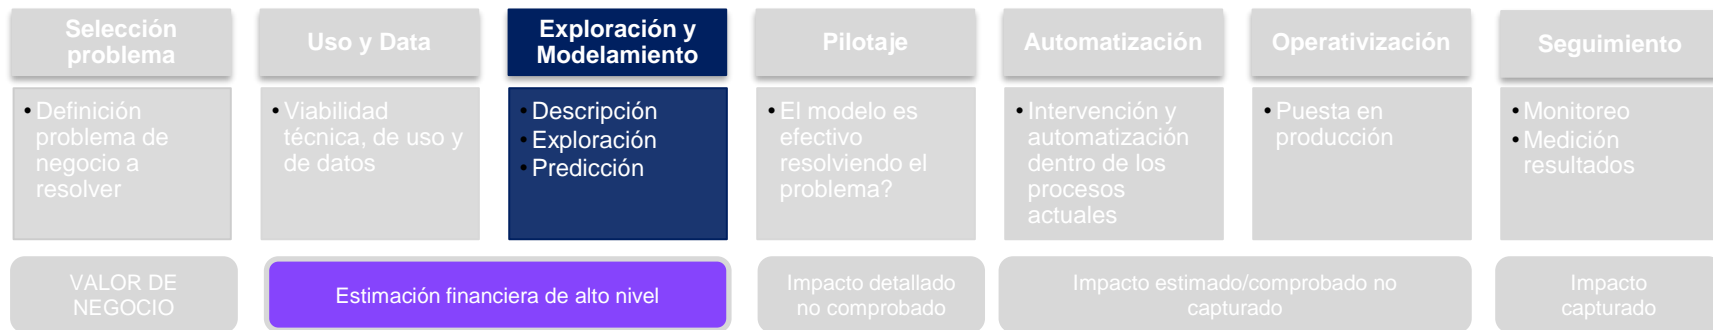 Selección
problema
• Definición
problema de
negocio a
resolver
Uso y Data
• Viabilidad
técnica, de uso y
de datos
Exploración y
Modelamiento
• Descripción
• Exploración
• Predicción
Pilotaje
• El modelo es
efectivo
resolviendo el
problema?
Automatización
• Intervención y
automatización
dentro de los
procesos
actuales
Operativización
• Puesta en
producción
Seguimiento
• Monitoreo
• Medición
resultados
VALOR DE
NEGOCIO
Estimación financiera de alto nivel
Impacto detallado
no comprobado
Impacto estimado/comprobado no
capturado
Impacto
capturado